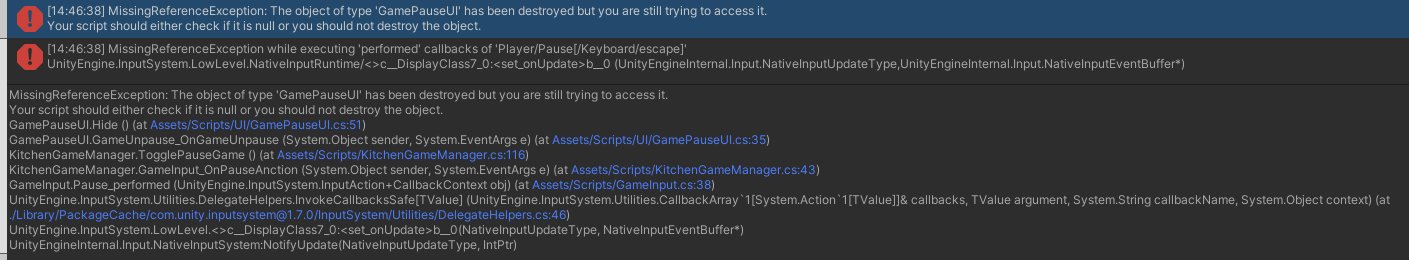 [14:46:38] MissingReferenceException: The object of type 'GamePauseUI' has been destroyed but you are still trying to access it.
Your script should either check if it is null or you should not destroy the object.
[14:46:38] MissingReferenceException while executing 'performed' callbacks of 'Player/Pause[/Keyboard/escape]'
UnityEngine.InputSystem.LowLevel.NativeInputRuntime/<>c__DisplayClass7_0:<set_onUpdate>b__0 (UnityEngineInternal.Input.NativeInputUpdateType,UnityEngineInternal.Input.NativeInputEventBuffer*)
MissingReferenceException: The object of type 'GamePauseUI' has been destroyed but you are still trying to access it.
Your script should either check if it is null or you should not destroy the object.
GamePauseUI.Hide () (at Assets/Scripts/UI/GamePauseUI.cs:51)
GamePauseUI.GameUnpause_OnGameUnpause (System.Object sender, System.EventArgs e) (at Assets/Scripts/UI/GamePauseUI.cs:35)
KitchenGameManager.TogglePauseGame () (at Assets/Scripts/KitchenGameManager.cs:116)
KitchenGameManager.GameInput_OnPauseAnction (System.Object sender, System.EventArgs e) (at Assets/Scripts/KitchenGameManager.cs:43)
GameInput.Pause_performed (UnityEngine.InputSystem.InputAction+CallbackContext obj) (at Assets/Scripts/GameInput.cs:38)
UnityEngine.InputSystem.Utilities.DelegateHelpers.InvokeCallbacksSafe[TValue] (UnityEngine.InputSystem.Utilities.CallbackArray`1[System.Action`1[TValue]]& callbacks, TValue argument, System.String callbackName, System.Object context) (at
./Library/PackageCache/com.unity.inputsystem@1.7.0/InputSystem/Utilities/DelegateHelpers.cs:46)
UnityEngine.InputSystem.LowLevel.<>c__DisplayClass7_0:<set_onUpdate>b__0(NativeInputUpdateType, NativeInputEventBuffer*)
UnityEngineInternal.Input.NativeInputSystem:NotifyUpdate(NativeInputUpdateType, IntPtr)